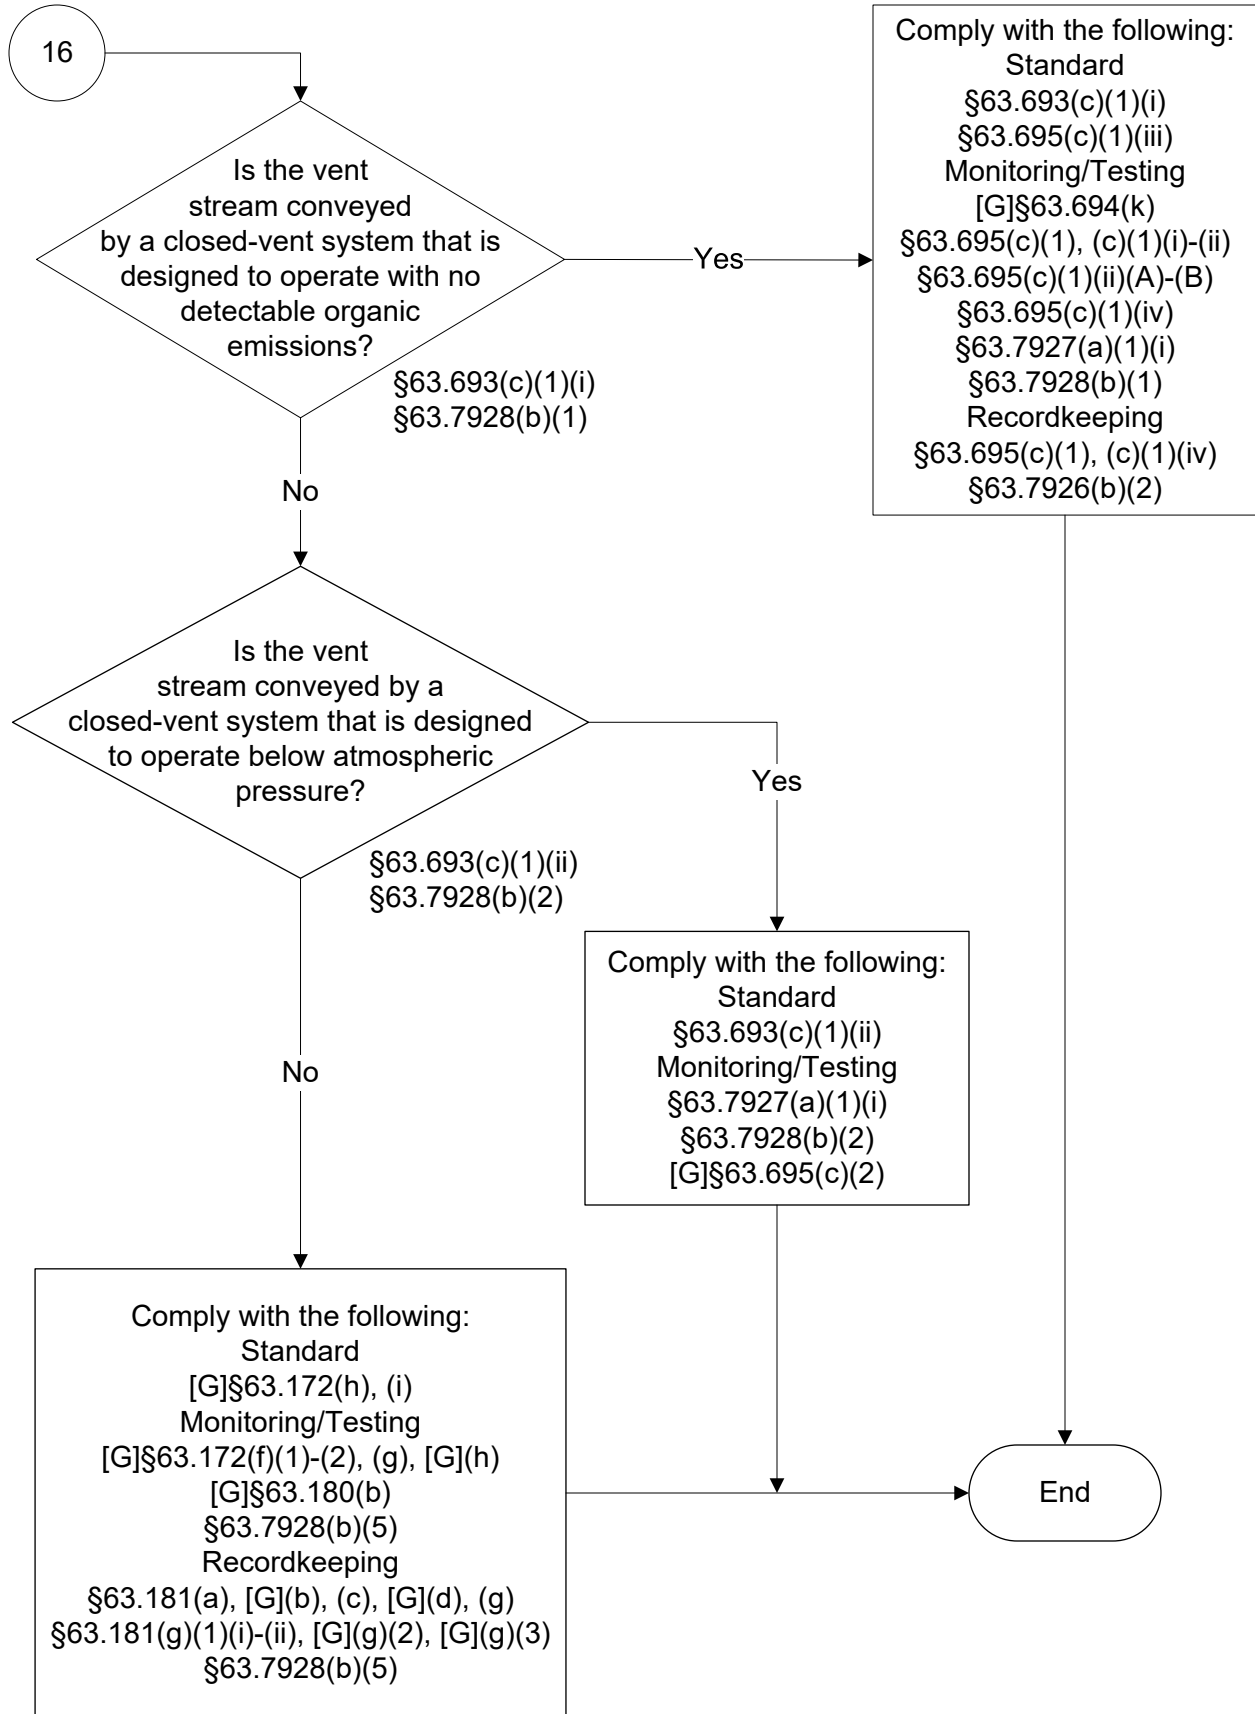 16
Is the vent
stream conveyed
by a closed-vent system that is
designed to operate with no
detectable organic
emissions?
§63.693(c)(1)(i)
§63.7928(b)(1)
Yes
Comply with the following:
Standard
§63.693(c)(1)(i)
§63.695(c)(1)(iii)
Monitoring/Testing
[G]§63.694(k)
§63.695(c)(1), (c)(1)(i)-(ii)
§63.695(c)(1)(ii)(A)-(B)
§63.695(c)(1)(iv)
§63.7927(a)(1)(i)
§63.7928(b)(1)
Recordkeeping
§63.695(c)(1), (c)(1)(iv)
§63.7926(b)(2)
No
Is the vent
stream conveyed by a
closed-vent system that is designed
to operate below atmospheric
pressure?
§63.693(c)(1)(ii)
§63.7928(b)(2)
Yes
Comply with the following:
Standard
§63.693(c)(1)(ii)
Monitoring/Testing
§63.7927(a)(1)(i)
§63.7928(b)(2)
[G]§63.695(c)(2)
No
Comply with the following:
Standard
[G]§63.172(h), (i)
Monitoring/Testing
[G]§63.172(f)(1)-(2), (g), [G](h)
[G]§63.180(b)
§63.7928(b)(5)
Recordkeeping
§63.181(a), [G](b), (c), [G](d), (g)
§63.181(g)(1)(i)-(ii), [G](g)(2), [G](g)(3)
§63.7928(b)(5)
End